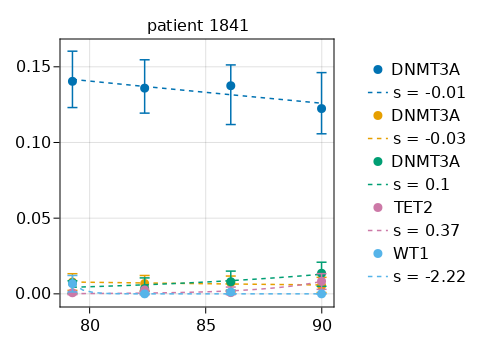 patient 1841
0.15
0.10
0.05
0.00
80
85
90
DNMT3A
s = -0.01
DNMT3A
s = -0.03
DNMT3A
s = 0.1
TET2
s = 0.37
WT1
s = -2.22